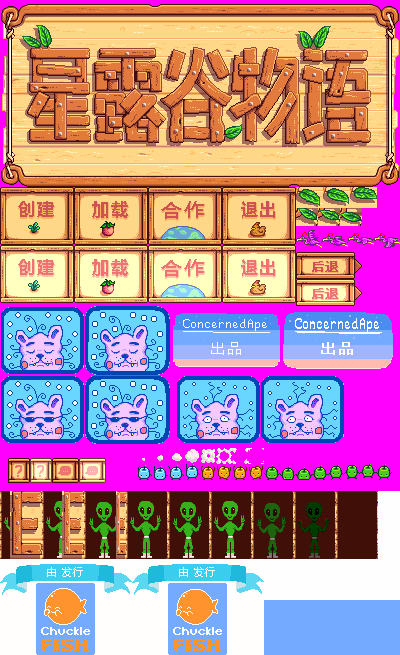 星露谷物语
创建 加载 合作 退出
创建 加载 合作 退出
后退
后退
ConcernedApe
出品
ConcernedApe
出品
? ?
由 发行
Chuckle
FISH
由 发行
Chuckle
FISH